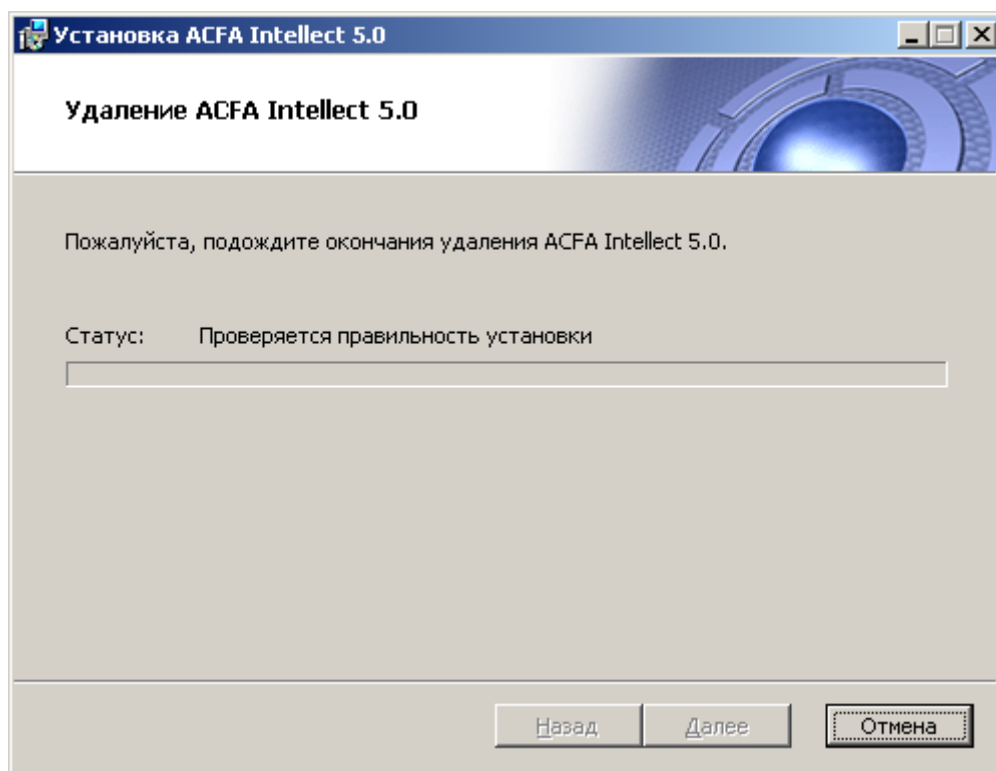 Установка ACFA Intellect 5.0
Удаление ACFA Intellect 5.0
Пожалуйста, подождите окончания удаления ACFA Intellect 5.0.
Статус: Проверяется правильность установки
Назад Далее Отмена